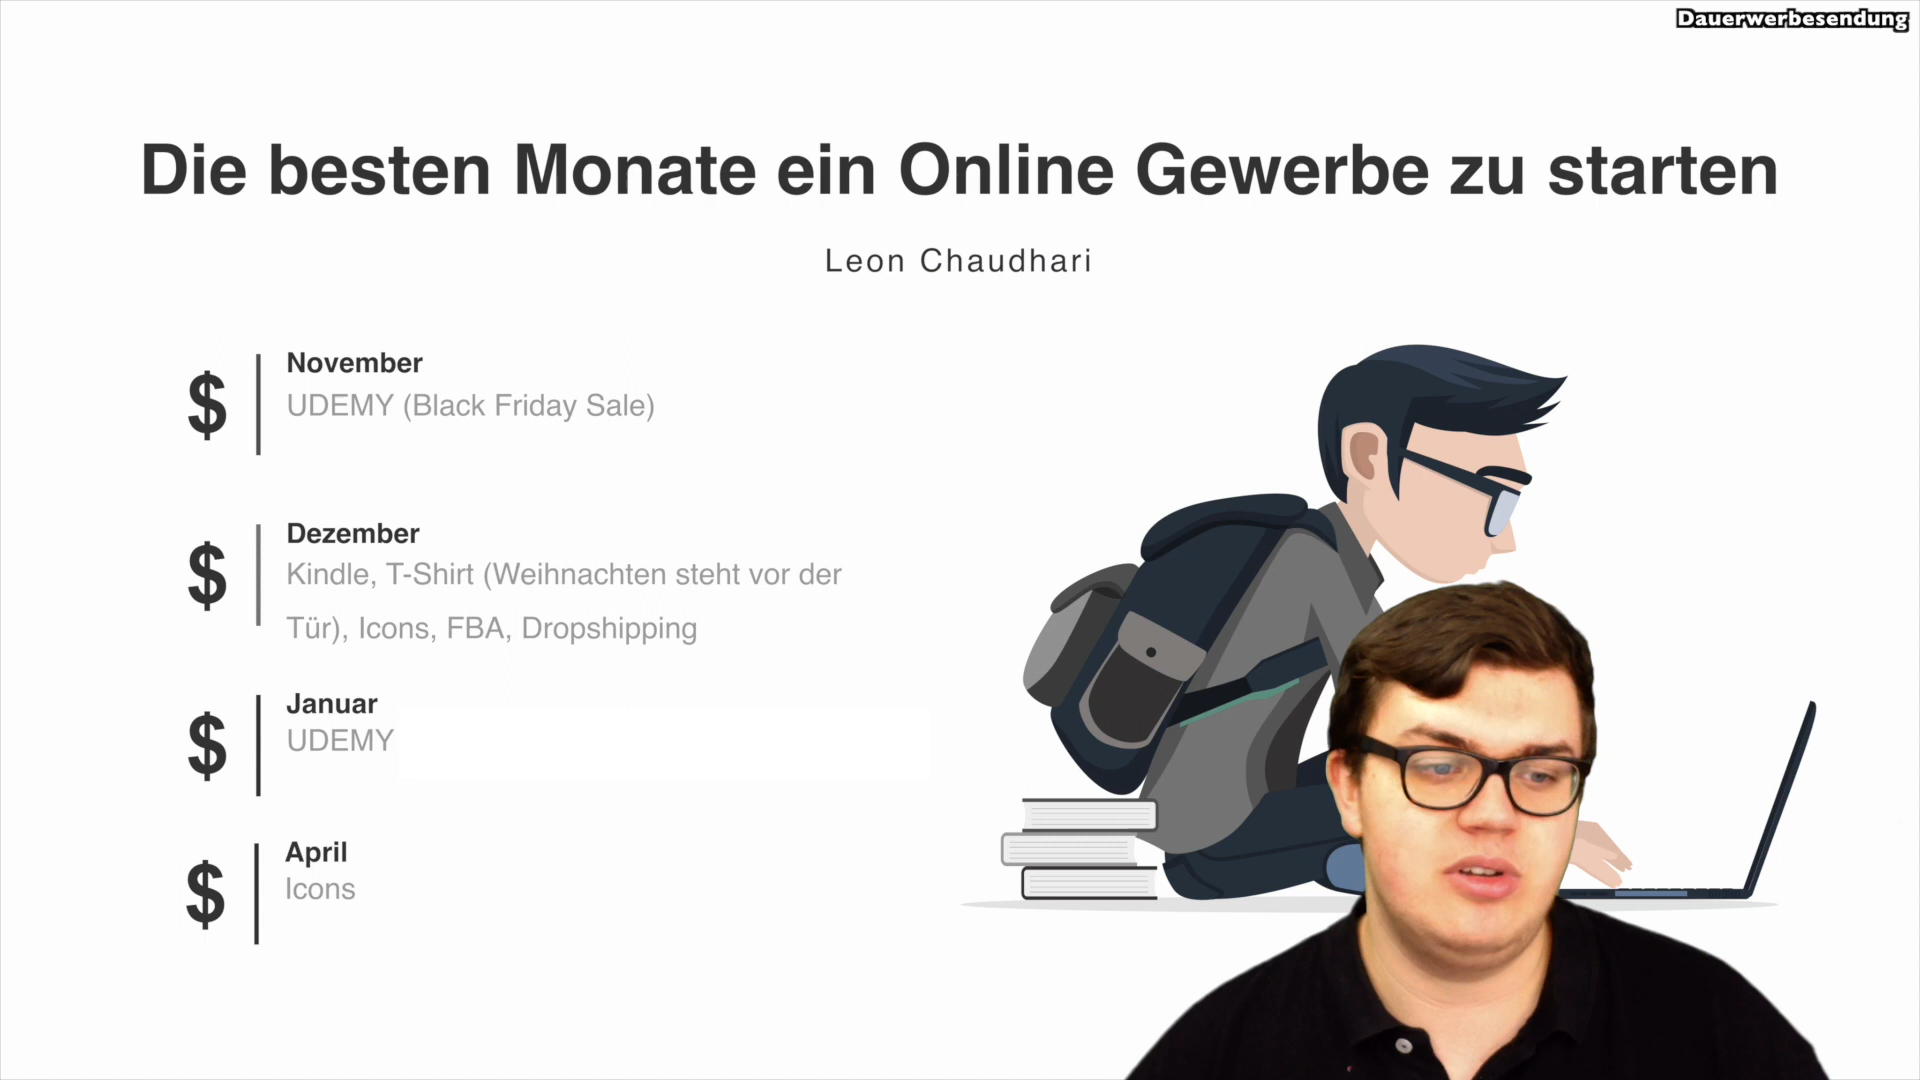 Dauerwerbesendung
Die besten Monate ein Online Gewerbe zu starten
Leon Chaudhari
$
November
UDEMY (Black Friday Sale)
$
Dezember
Kindle, T-Shirt (Weihnachten steht vor der
Tür), Icons, FBA, Dropshipping
$
Januar
UDEMY
$
April
Icons